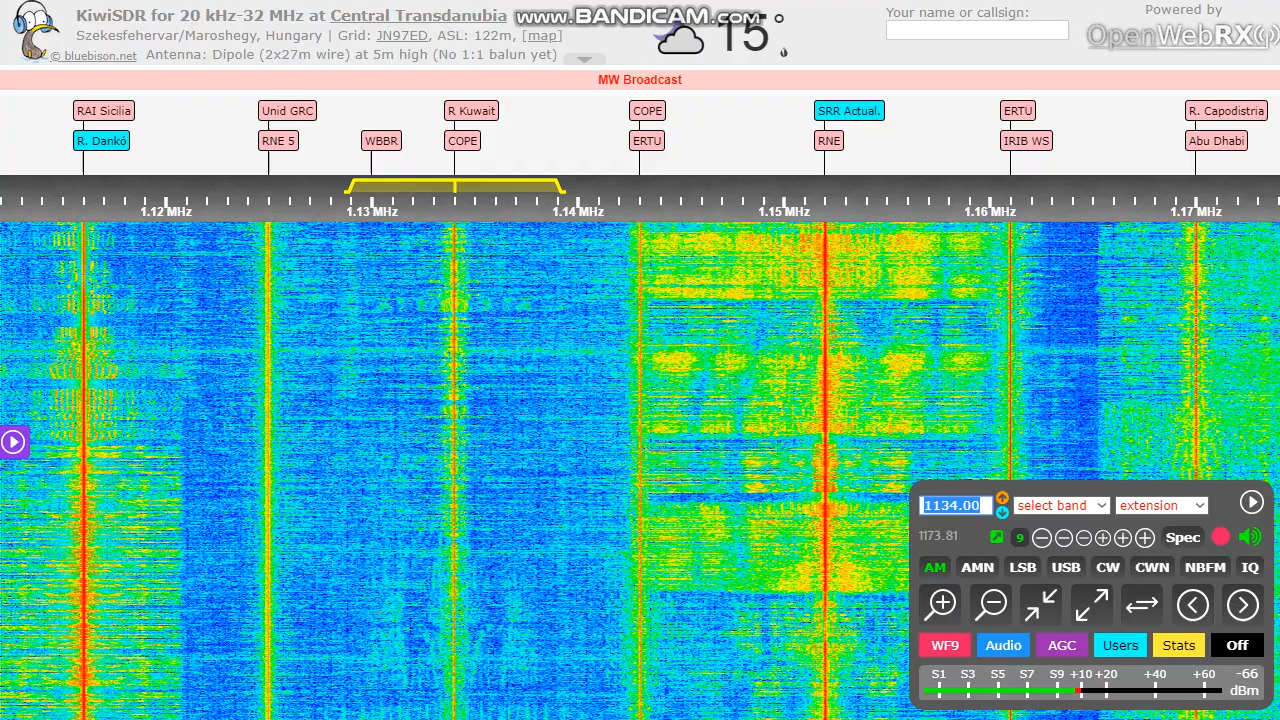 KiwiSDR for 20 kHz-32 MHz at Central Transdanubia
www.BANDICAM.com
15°
Your name or callsign:
Powered by
Szekesfehervar/Maroshegy, Hungary | Grid: JN97ED, ASL: 122m, [map]
OpenWebRX
© bluebison.net Antenna: Dipole (2x27m wire) at 5m high (No 1:1 balun yet)
MW Broadcast
RAI Sicilia Unid GRC R Kuwait COPE SRR Actual. ERTU R. Capodistria
R. Dankó RNE 5 WBBR COPE ERTU RNE IRIB WS Abu Dhabi
1.12 MHz 1.13 MHz 1.14 MHz 1.15 MHz 1.16 MHz 1.17 MHz
1134.00 select band extension
1173.81 9 Spec
AM AMN LSB USB CW CWN NBFM IQ
WF9 Audio AGC Users Stats Off
S1 S3 S5 S7 S9 +10 +20 +40 +60 -66
dBm